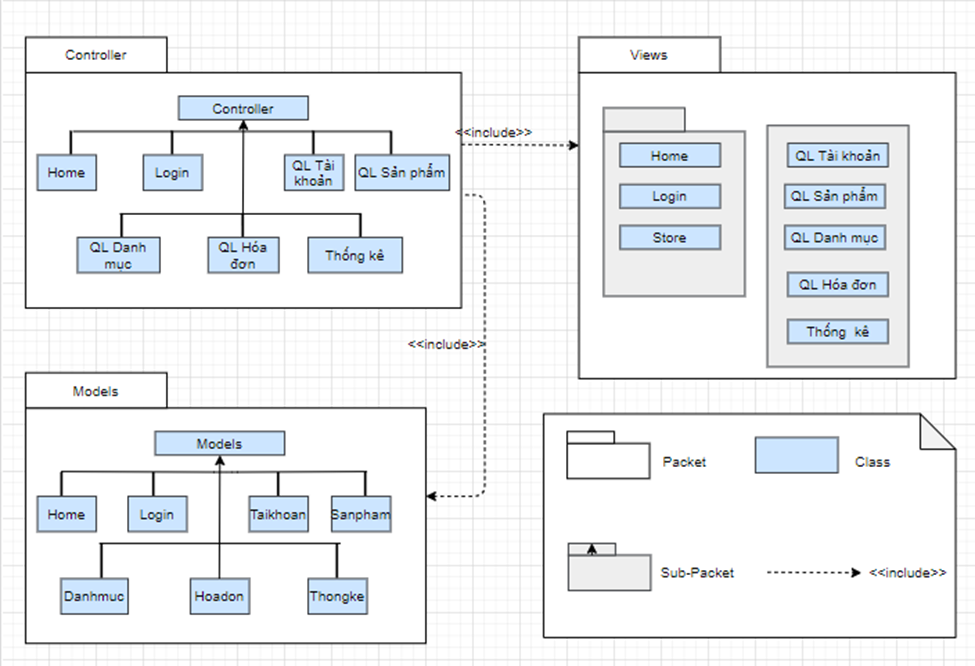 Controller
Controller
Home
Login
QL Tài
khoản
QL Sản phẩm
QL Danh
mục
QL Hóa
đơn
Thống kê
<<include>>
Views
Home
Login
Store
QL Tài khoản
QL Sản phẩm
QL Danh mục
QL Hóa đơn
Thống kê
<<include>>
Models
Models
Home
Login
Taikhoan
Sanpham
Danhmuc
Hoadon
Thongke
Packet
Class
Sub-Packet
<<include>>